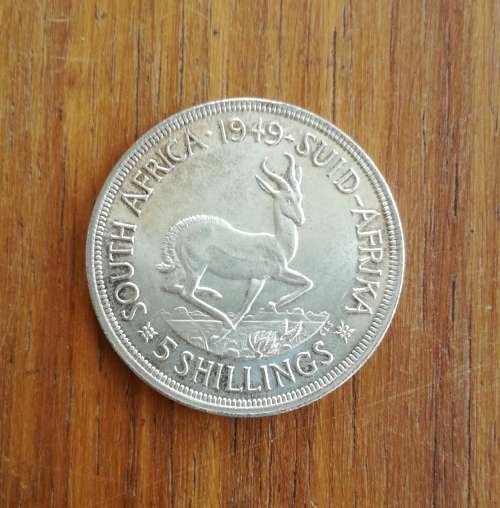 SOUTH AFRICA · 1949 - SUID-AFRIKA
5 SHILLINGS